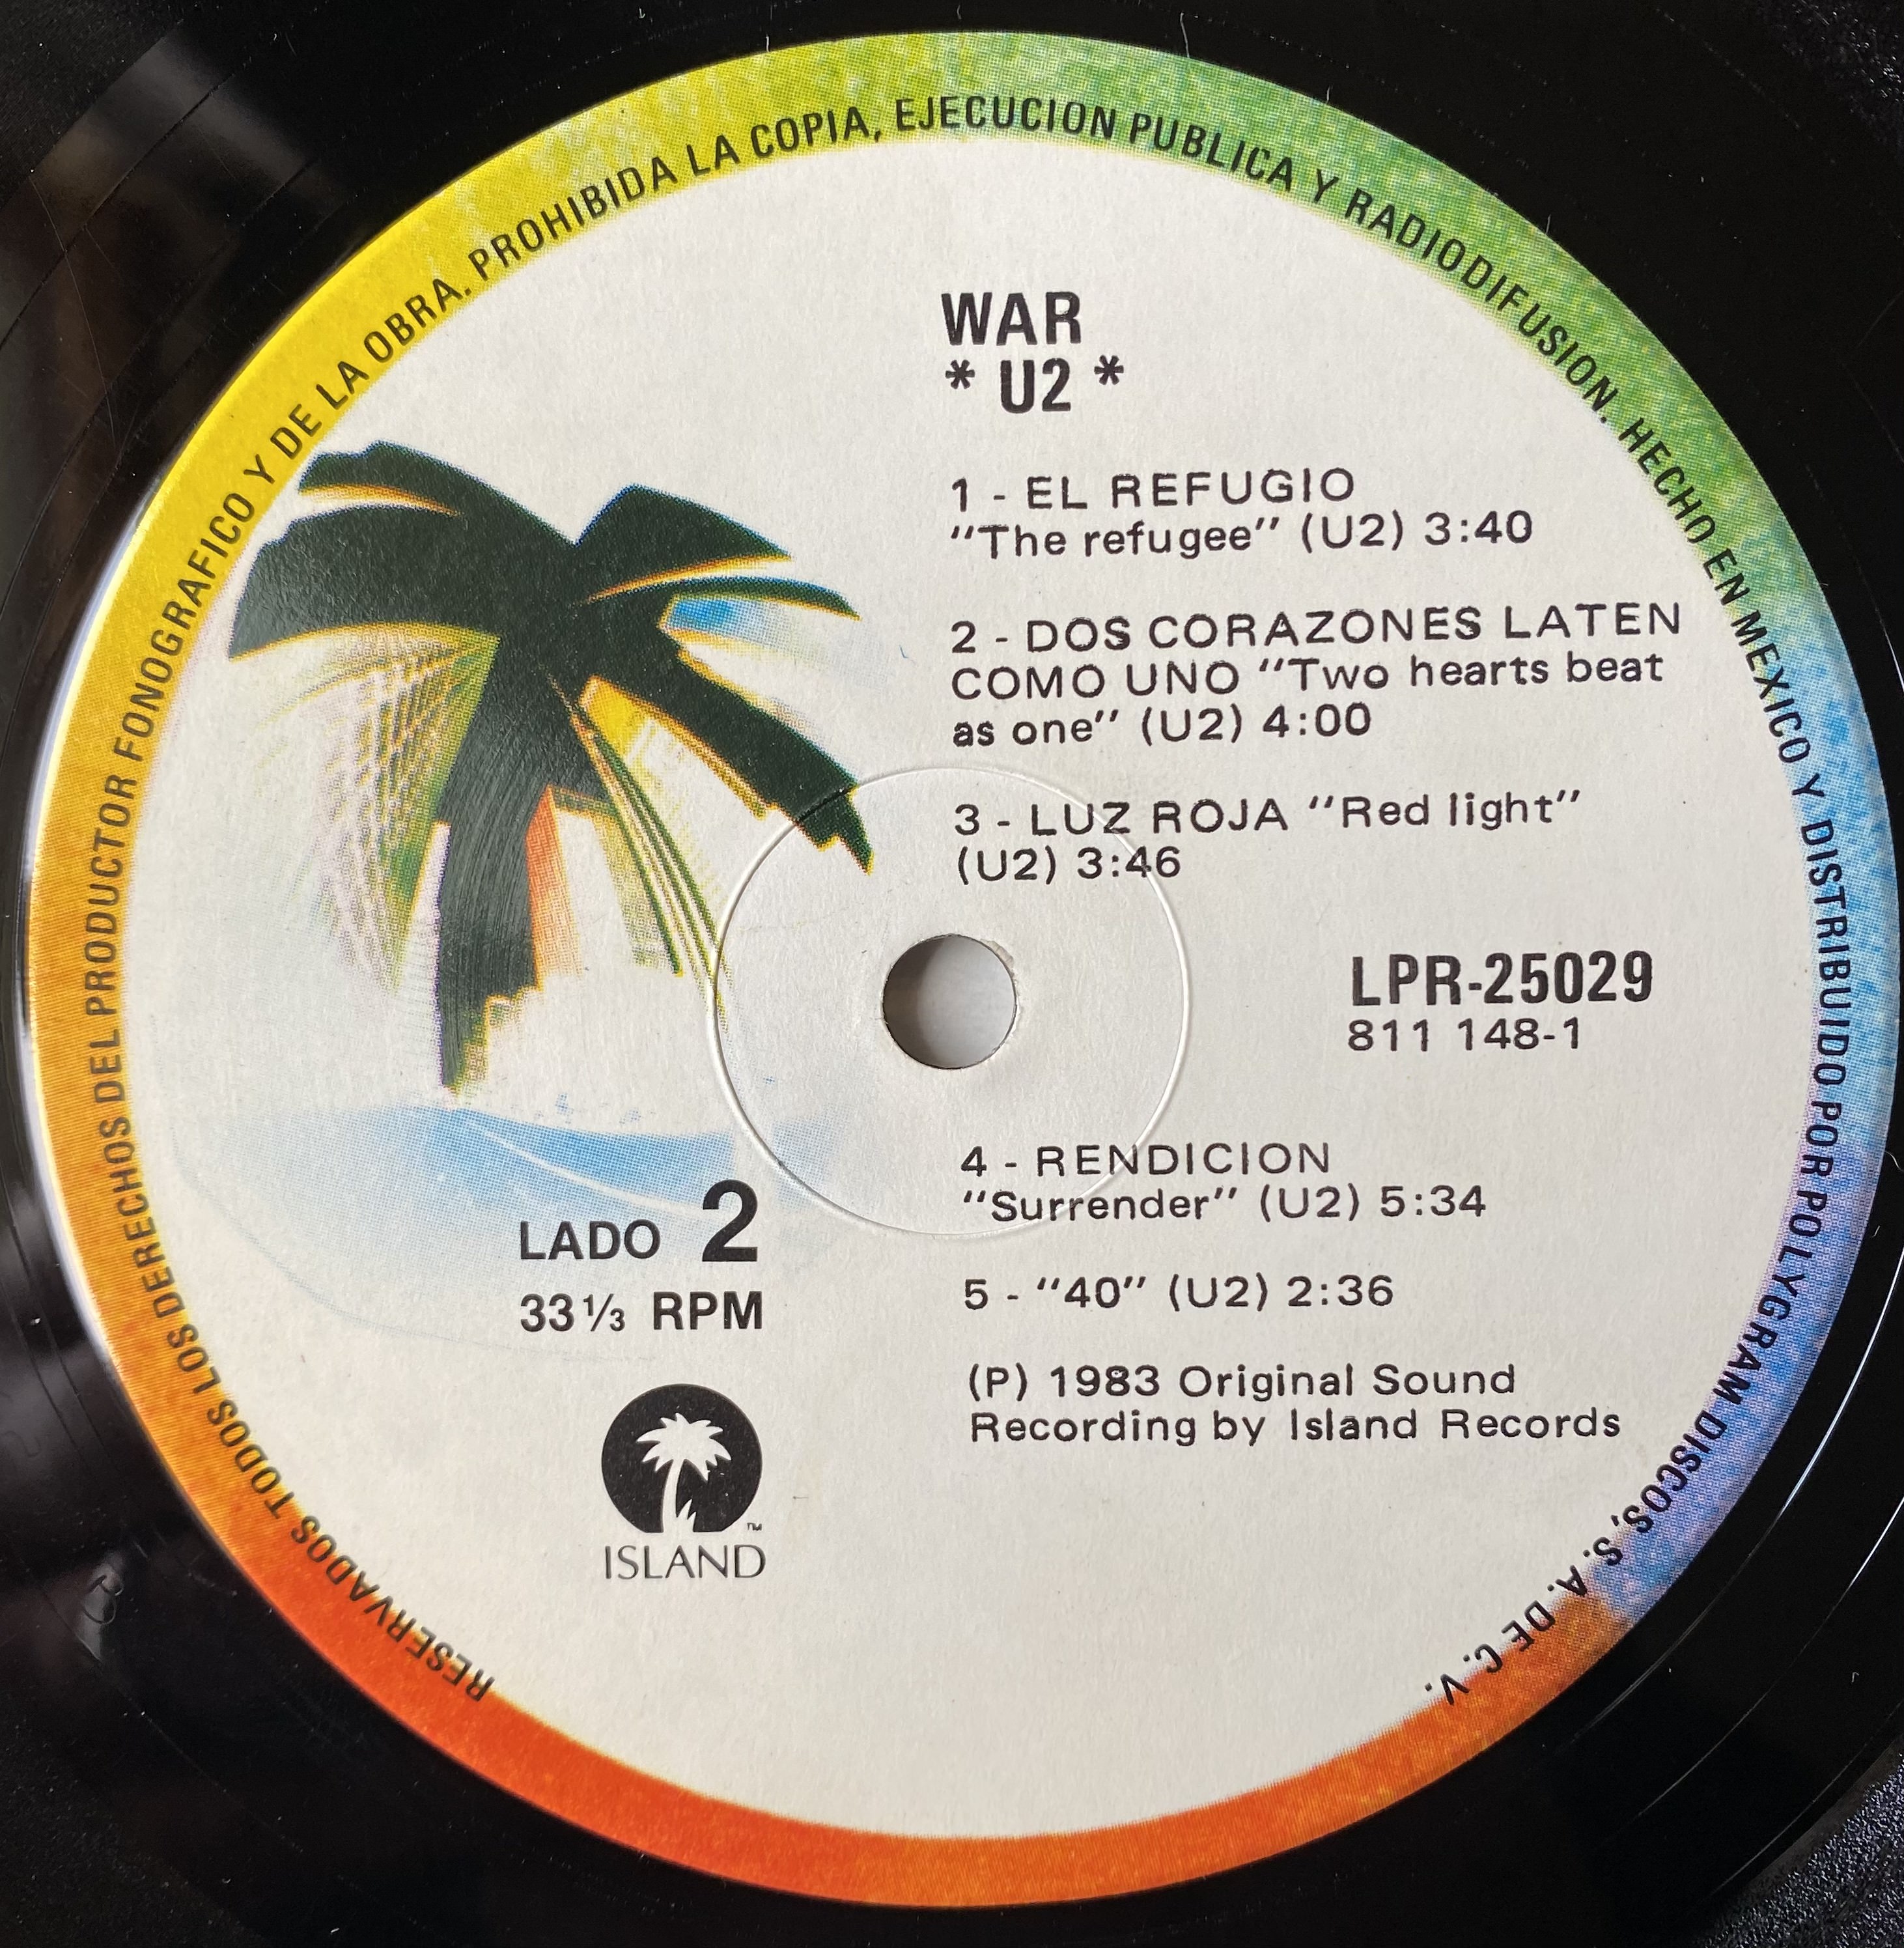 RESERVADOS TODOS LOS DERECHOS DEL PRODUCTOR FONOGRAFICO Y DE LA OBRA. PROHIBIDA LA COPIA, EJECUCION PUBLICA Y RADIODIFUSION. HECHO EN MEXICO Y DISTRIBUIDO POR POLYGRAM DISCOS, S. A. DE C. V.
WAR
* U2 *
1 - EL REFUGIO
"The refugee" (U2) 3:40
2 - DOS CORAZONES LATEN
COMO UNO "Two hearts beat
as one" (U2) 4:00
3 - LUZ ROJA "Red light"
(U2) 3:46
LPR-25029
811 148-1
4 - RENDICION
"Surrender" (U2) 5:34
5 - "40" (U2) 2:36
(P) 1983 Original Sound
Recording by Island Records
LADO 2
33 1/3 RPM
TM
ISLAND